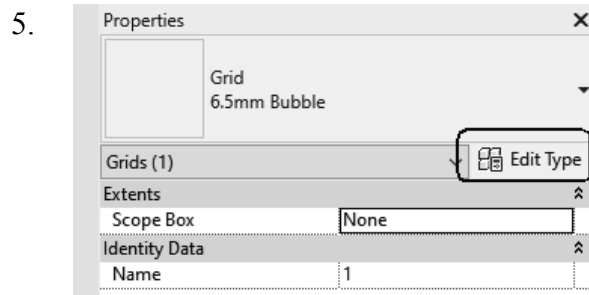 5.
Properties
Grid
6.5mm Bubble
Grids (1) Edit Type
Extents
Scope Box None
Identity Data
Name 1